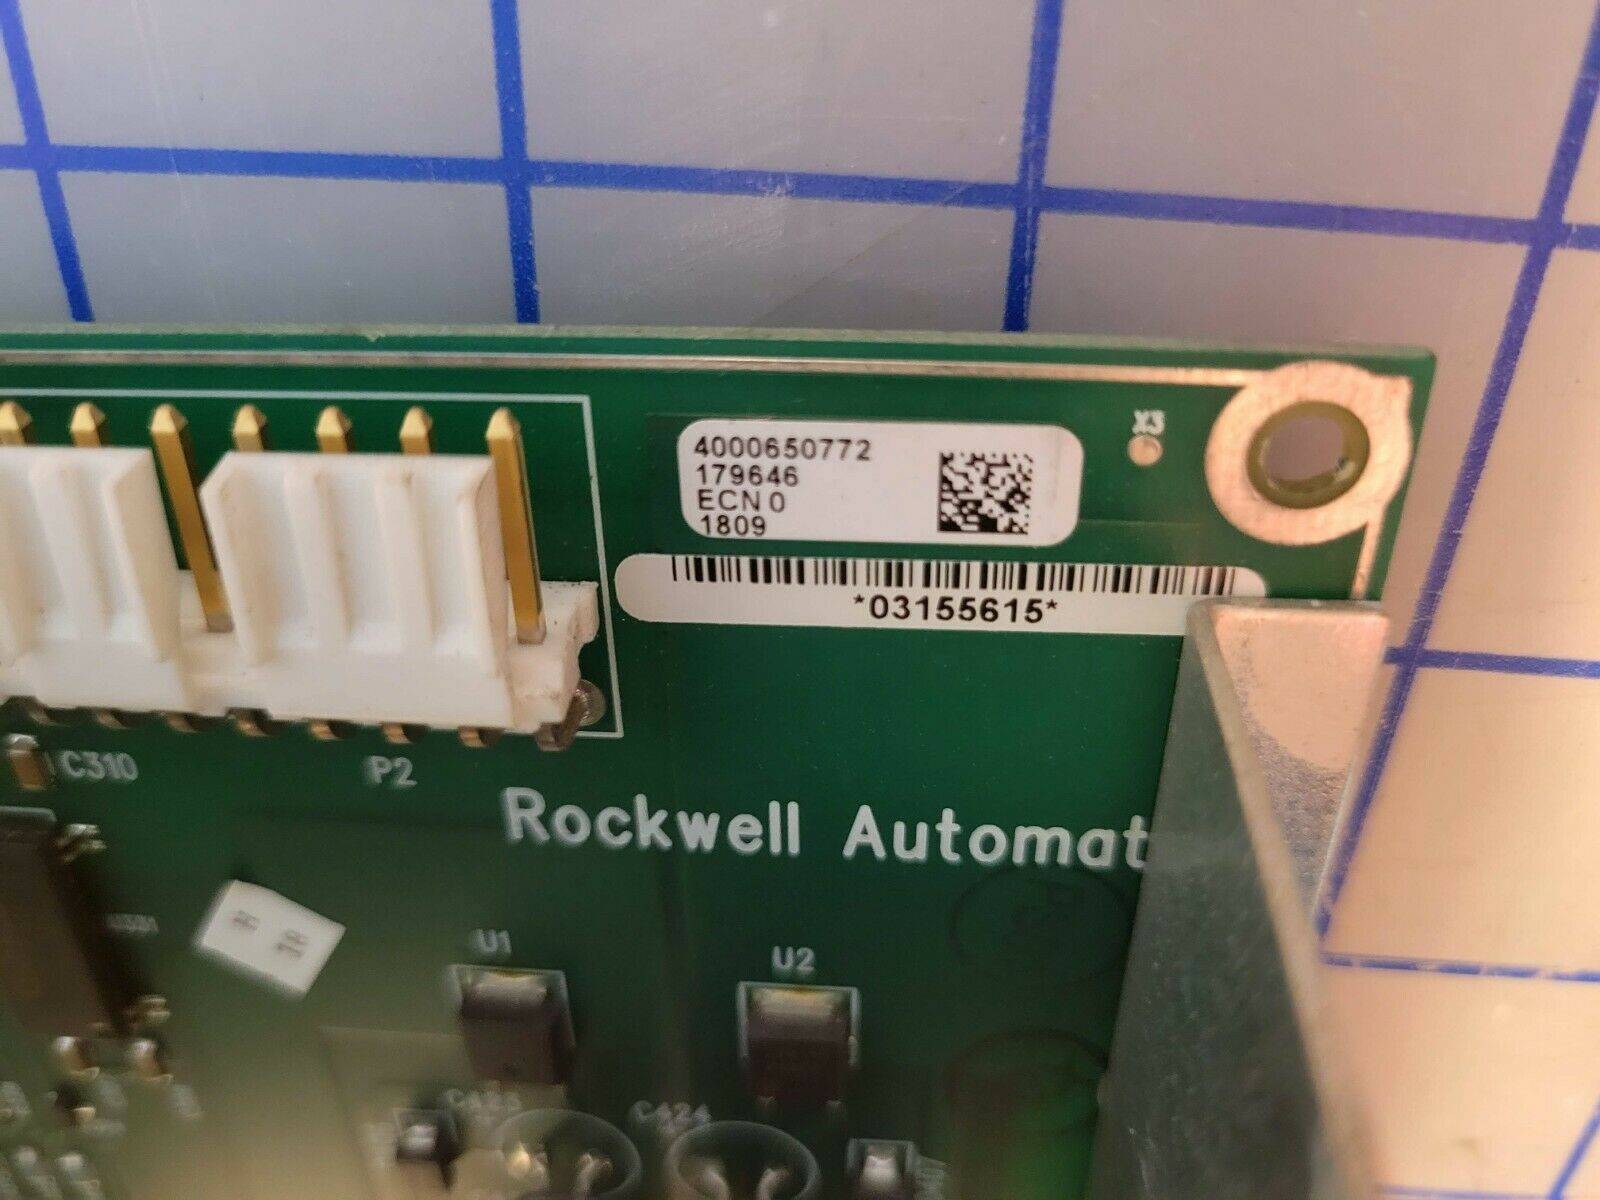 4000650772
179646
ECN 0
1809
X3
*03155615*
C310
P2
Rockwell Automat
U1
U2
C424